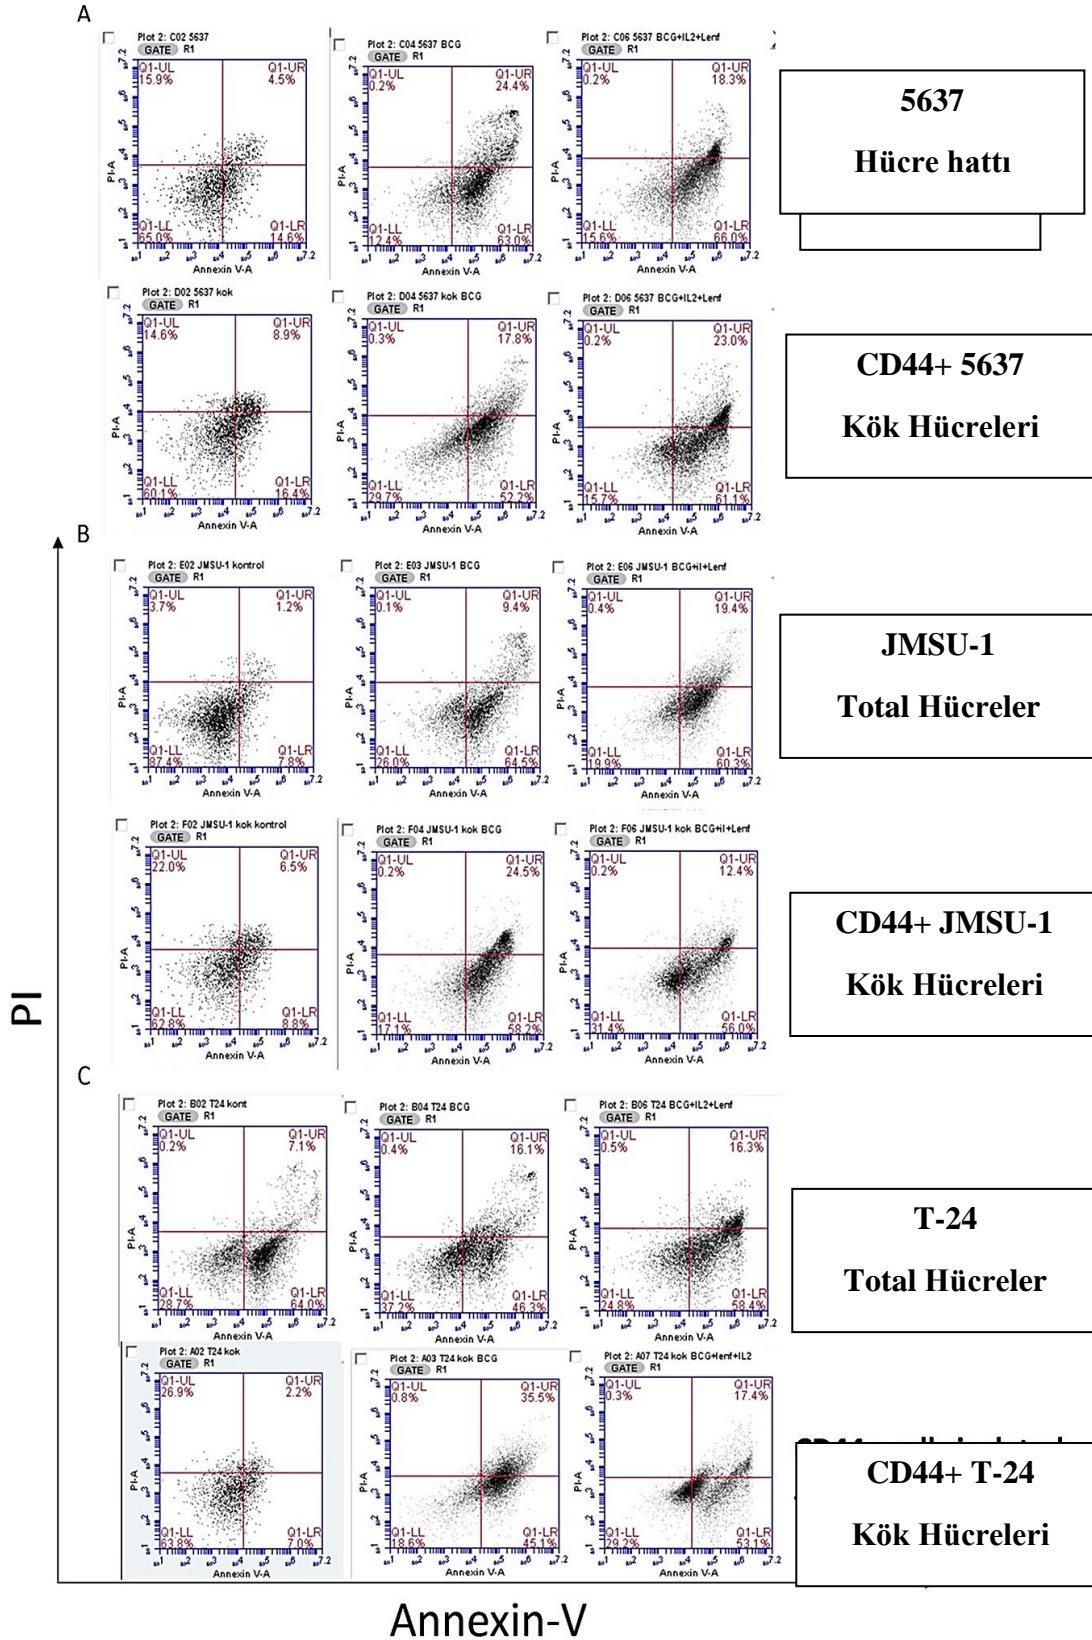 A
Plot 2: C02 5637
GATE R1
Q1-UL Q1-UR
15.9% 4.5%
Q1-LL Q1-LR
65.0% 14.6%
PI-A
Annexin V-A
Plot 2: C04 5637 BCG
GATE R1
Q1-UL Q1-UR
0.2% 24.4%
Q1-LL Q1-LR
12.4% 63.0%
PI-A
Annexin V-A
Plot 2: C06 5637 BCG+IL2+Lenf
GATE R1
Q1-UL Q1-UR
0.2% 18.3%
Q1-LL Q1-LR
15.6% 66.0%
PI-A
Annexin V-A
5637
Hücre hattı
Plot 2: D02 5637 kok
GATE R1
Q1-UL Q1-UR
14.6% 8.9%
Q1-LL Q1-LR
60.1% 16.4%
PI-A
Annexin V-A
Plot 2: D04 5637 kok BCG
GATE R1
Q1-UL Q1-UR
0.3% 17.8%
Q1-LL Q1-LR
29.7% 52.2%
PI-A
Annexin V-A
Plot 2: D06 5637 BCG+IL2+Lenf
GATE R1
Q1-UL Q1-UR
0.2% 23.0%
Q1-LL Q1-LR
15.7% 61.1%
PI-A
Annexin V-A
CD44+ 5637
Kök Hücreleri
B
Plot 2: E02 JMSU-1 kontrol
GATE R1
Q1-UL Q1-UR
3.7% 1.2%
Q1-LL Q1-LR
87.4% 7.8%
PI-A
Annexin V-A
Plot 2: E03 JMSU-1 BCG
GATE R1
Q1-UL Q1-UR
0.1% 9.4%
Q1-LL Q1-LR
26.0% 64.5%
PI-A
Annexin V-A
Plot 2: E06 JMSU-1 BCG+il+Lenf
GATE R1
Q1-UL Q1-UR
0.4% 19.4%
Q1-LL Q1-LR
19.9% 60.3%
PI-A
Annexin V-A
JMSU-1
Total Hücreler
Plot 2: F02 JMSU-1 kok kontrol
GATE R1
Q1-UL Q1-UR
22.0% 6.5%
Q1-LL Q1-LR
62.8% 8.8%
PI-A
Annexin V-A
Plot 2: F04 JMSU-1 kok BCG
GATE R1
Q1-UL Q1-UR
0.2% 24.5%
Q1-LL Q1-LR
17.1% 58.2%
PI-A
Annexin V-A
Plot 2: F06 JMSU-1 kok BCG+il+Lenf
GATE R1
Q1-UL Q1-UR
0.2% 12.4%
Q1-LL Q1-LR
31.4% 56.0%
PI-A
Annexin V-A
CD44+ JMSU-1
Kök Hücreleri
PI
C
Plot 2: B02 T24 kont
GATE R1
Q1-UL Q1-UR
0.2% 7.1%
Q1-LL Q1-LR
28.7% 64.0%
PI-A
Annexin V-A
Plot 2: B04 T24 BCG
GATE R1
Q1-UL Q1-UR
0.4% 16.1%
Q1-LL Q1-LR
37.2% 46.3%
PI-A
Annexin V-A
Plot 2: B06 T24 BCG+IL2+Lenf
GATE R1
Q1-UL Q1-UR
0.5% 16.3%
Q1-LL Q1-LR
24.8% 58.4%
PI-A
Annexin V-A
T-24
Total Hücreler
Plot 2: A02 T24 kok
GATE R1
Q1-UL Q1-UR
26.9% 2.2%
Q1-LL Q1-LR
63.8% 7.0%
PI-A
Annexin V-A
Plot 2: A03 T24 kok BCG
GATE R1
Q1-UL Q1-UR
0.8% 35.5%
Q1-LL Q1-LR
18.6% 45.1%
PI-A
Annexin V-A
Plot 2: A07 T24 kok BCG+lenf+IL2
GATE R1
Q1-UL Q1-UR
0.3% 17.4%
Q1-LL Q1-LR
29.2% 53.1%
PI-A
Annexin V-A
CD44+ T-24
Kök Hücreleri
Annexin-V